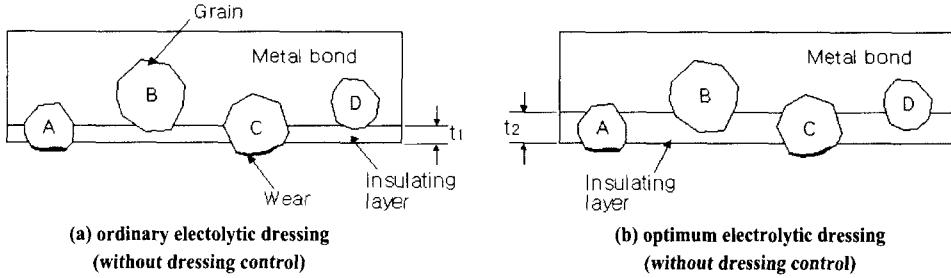 Grain
Metal bond
A
B
C
D
t1
Wear
Insulating
layer
(a) ordinary electolytic dressing
(without dressing control)
Metal bond
A
B
C
D
t2
Insulating
layer
(b) optimum electrolytic dressing
(without dressing control)